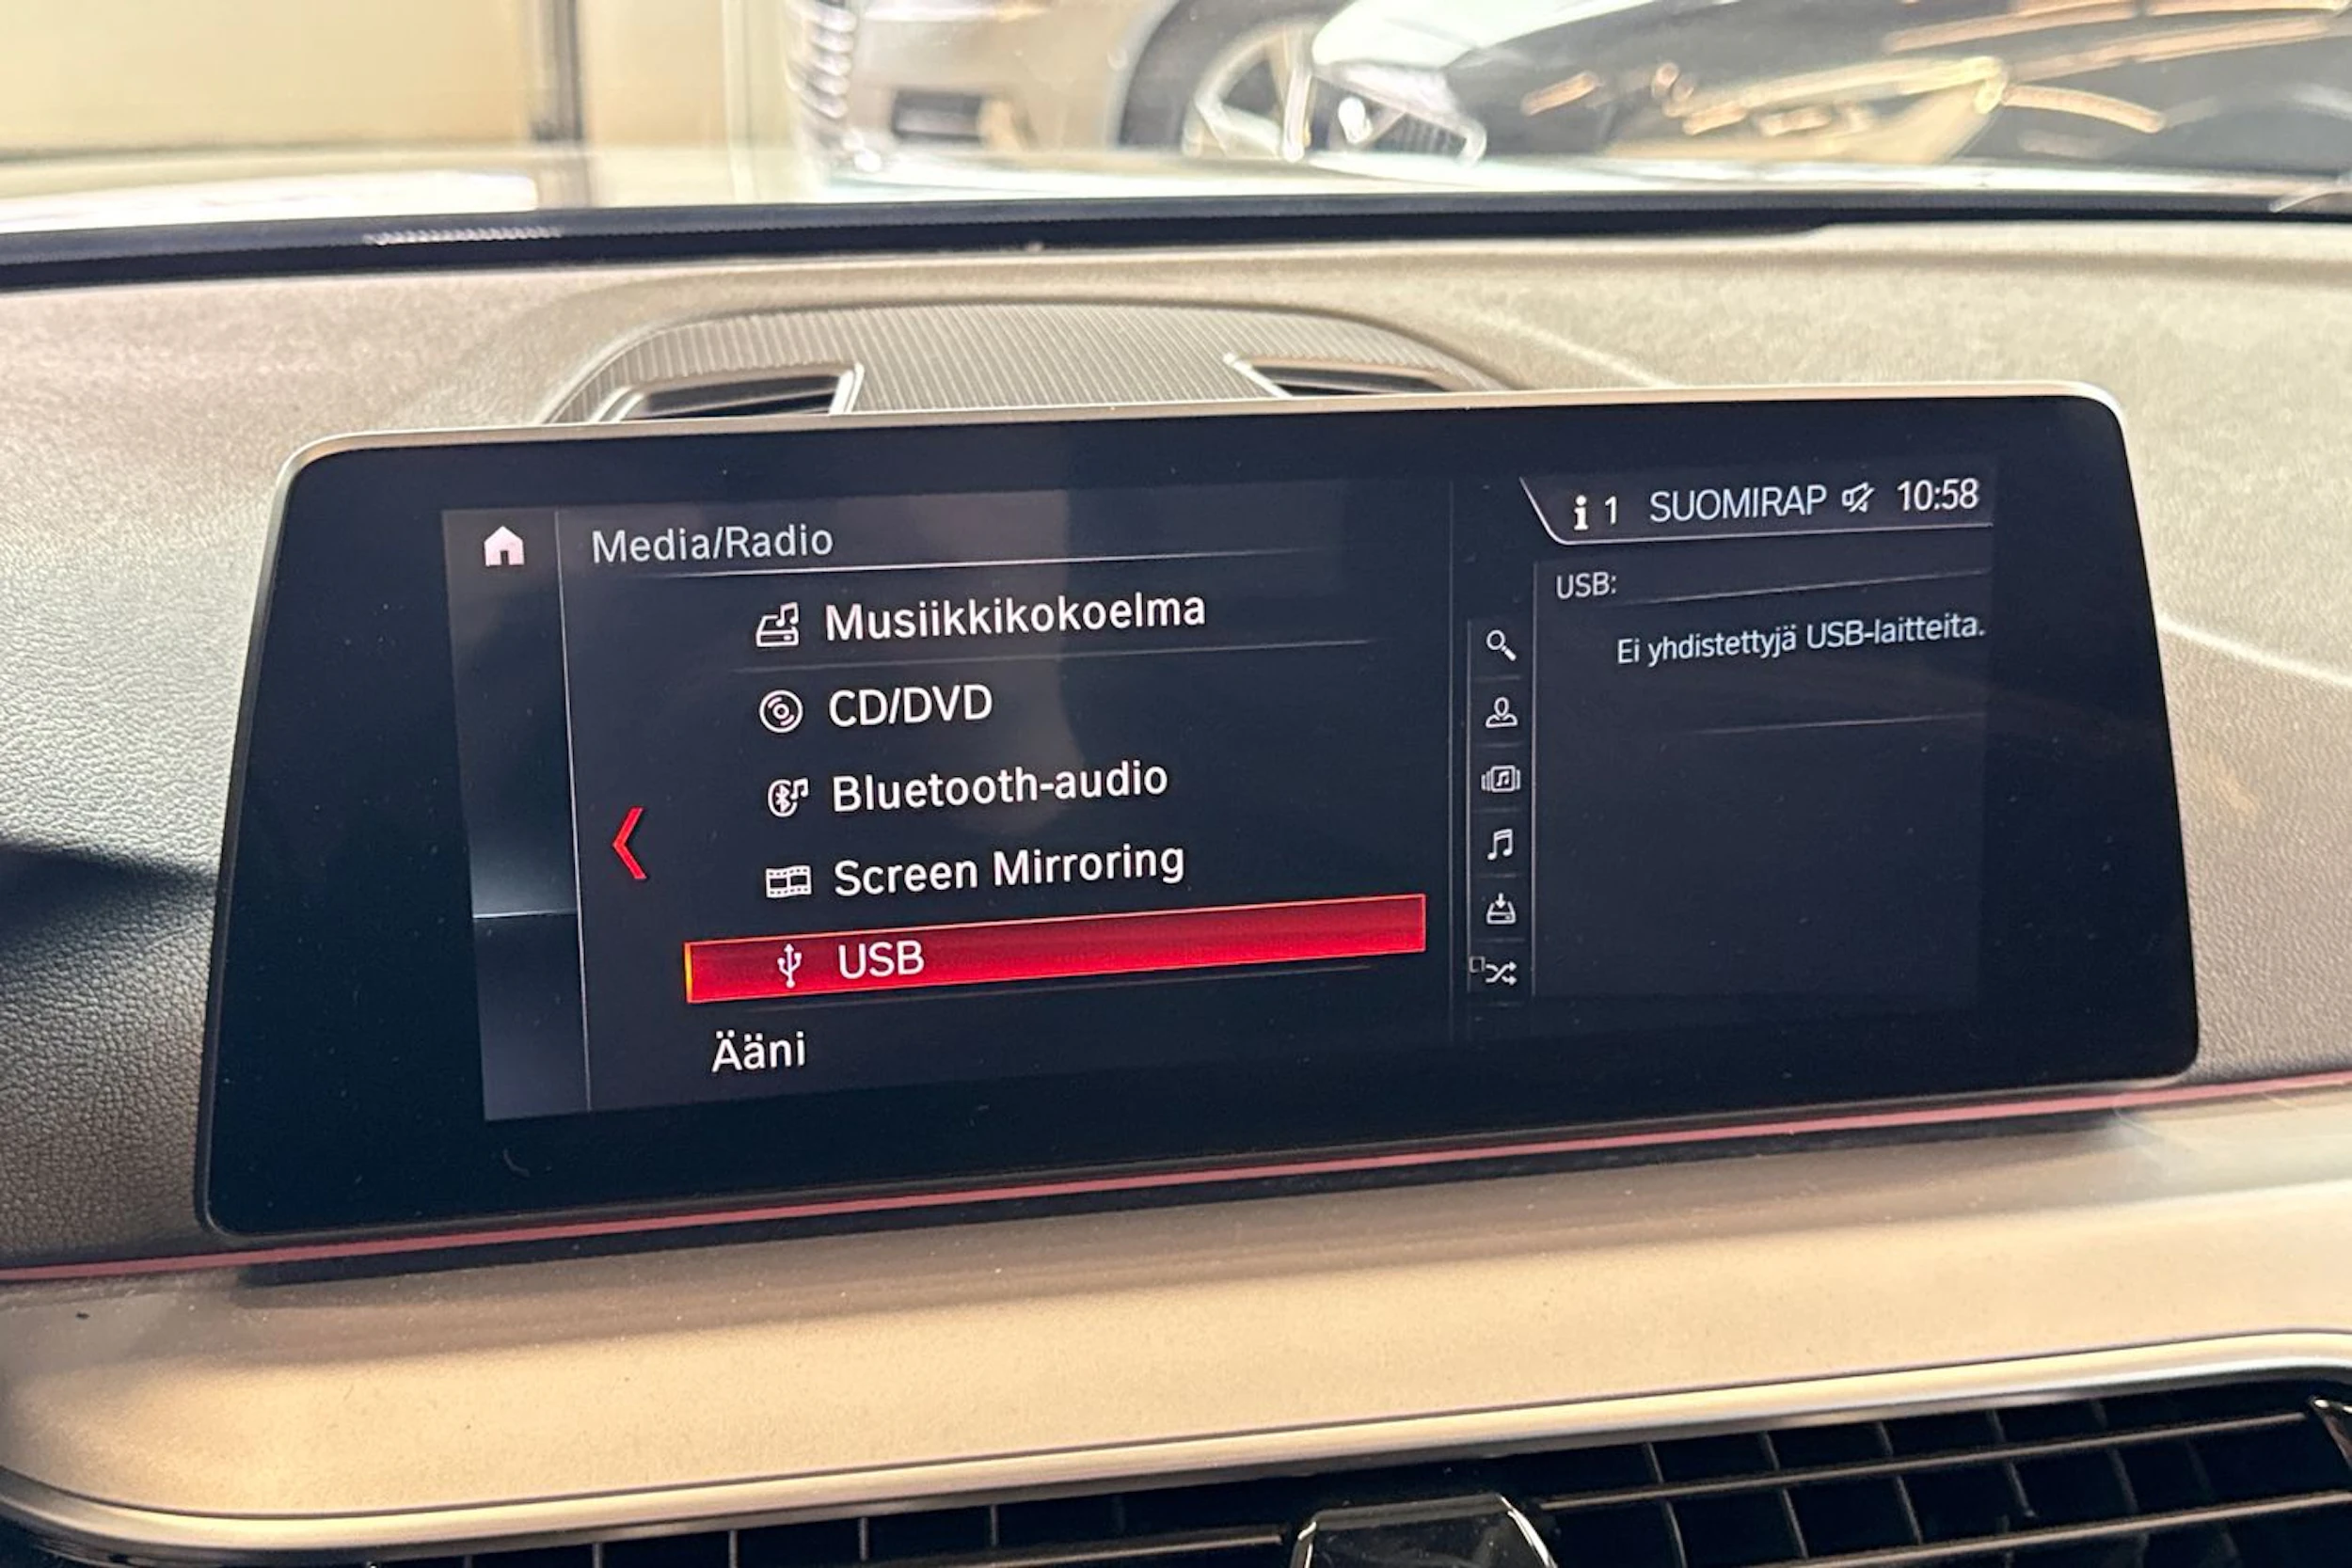 Media/Radio
Musiikkikokoelma
CD/DVD
Bluetooth-audio
Screen Mirroring
USB
Ääni
i 1 SUOMIRAP 10:58
USB:
Ei yhdistettyjä USB-laitteita.